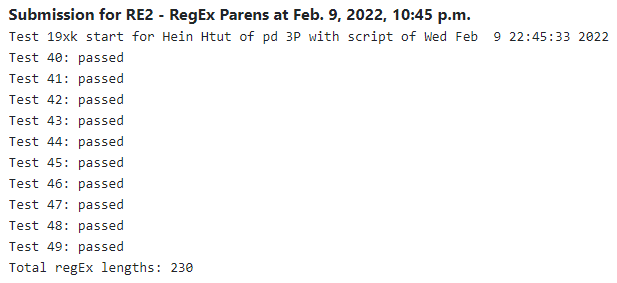 Submission for RE2 - RegEx Parens at Feb. 9, 2022, 10:45 p.m.
Test 19xk start for Hein Htut of pd 3P with script of Wed Feb  9 22:45:33 2022
Test 40: passed
Test 41: passed
Test 42: passed
Test 43: passed
Test 44: passed
Test 45: passed
Test 46: passed
Test 47: passed
Test 48: passed
Test 49: passed
Total regEx lengths: 230